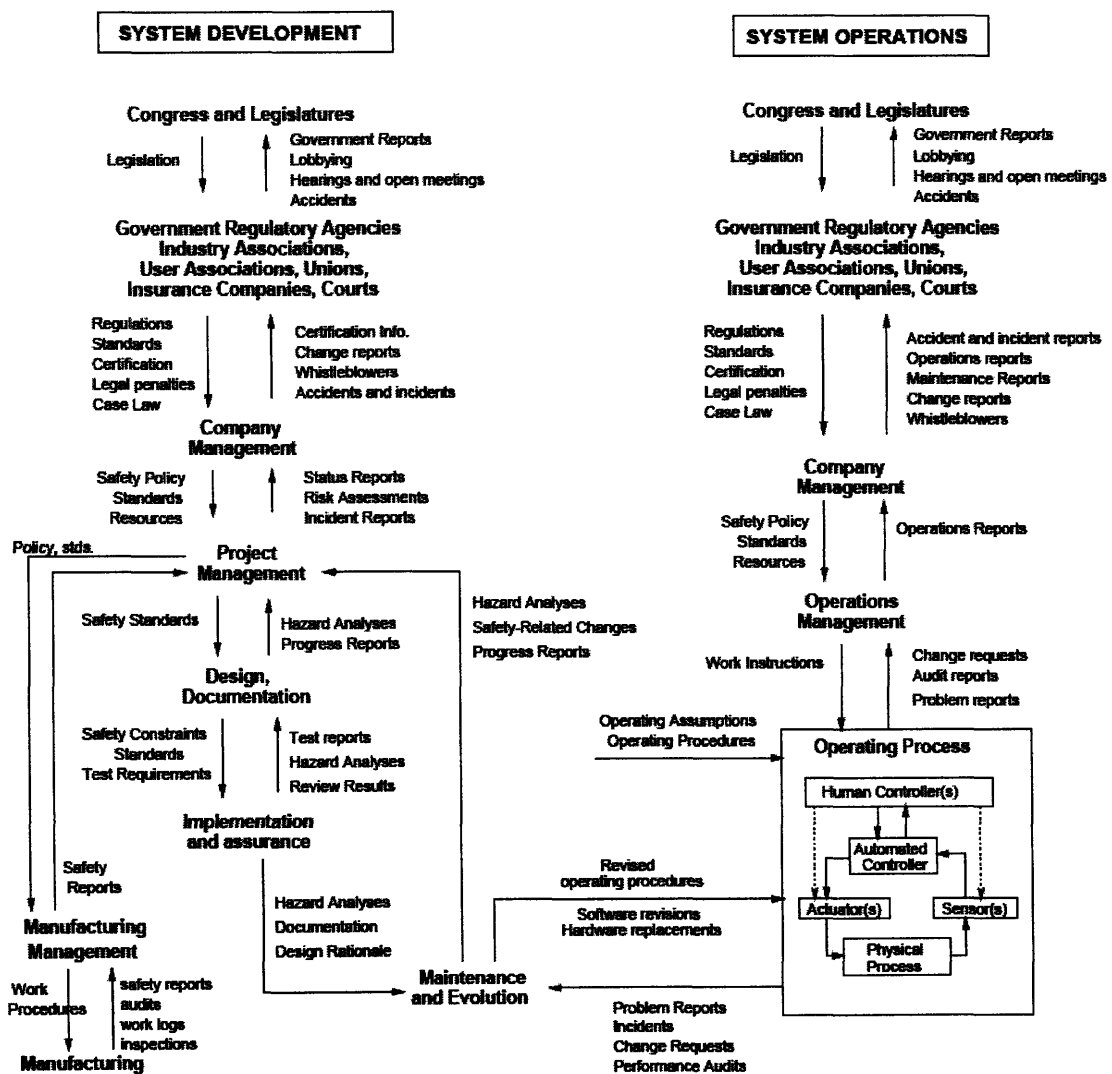 SYSTEM DEVELOPMENT
Congress and Legislatures
Legislation
Government Reports
Lobbying
Hearings and open meetings
Accidents
Government Regulatory Agencies
Industry Associations,
User Associations, Unions,
Insurance Companies, Courts
Regulations
Standards
Certification
Legal penalties
Case Law
Certification Info.
Change reports
Whistleblowers
Accidents and incidents
Company
Management
Safety Policy
Standards
Resources
Status Reports
Risk Assessments
Incident Reports
Policy, stds.
Project
Management
Safety Standards
Hazard Analyses
Progress Reports
Hazard Analyses
Safety-Related Changes
Progress Reports
Design,
Documentation
Safety Constraints
Standards
Test Requirements
Test reports
Hazard Analyses
Review Results
Implementation
and assurance
Safety
Reports
Hazard Analyses
Documentation
Design Rationale
Manufacturing
Management
Work
Procedures
safety reports
audits
work logs
inspections
Manufacturing
Maintenance
and Evolution
SYSTEM OPERATIONS
Congress and Legislatures
Legislation
Government Reports
Lobbying
Hearings and open meetings
Accidents
Government Regulatory Agencies
Industry Associations,
User Associations, Unions,
Insurance Companies, Courts
Regulations
Standards
Certification
Legal penalties
Case Law
Accident and incident reports
Operations reports
Maintenance Reports
Change reports
Whistleblowers
Company
Management
Safety Policy
Standards
Resources
Operations Reports
Operations
Management
Work Instructions
Change requests
Audit reports
Problem reports
Operating Assumptions
Operating Procedures
Operating Process
Human Controller(s)
Automated
Controller
Actuator(s)
Sensor(s)
Physical
Process
Revised
operating procedures
Software revisions
Hardware replacements
Problem Reports
Incidents
Change Requests
Performance Audits